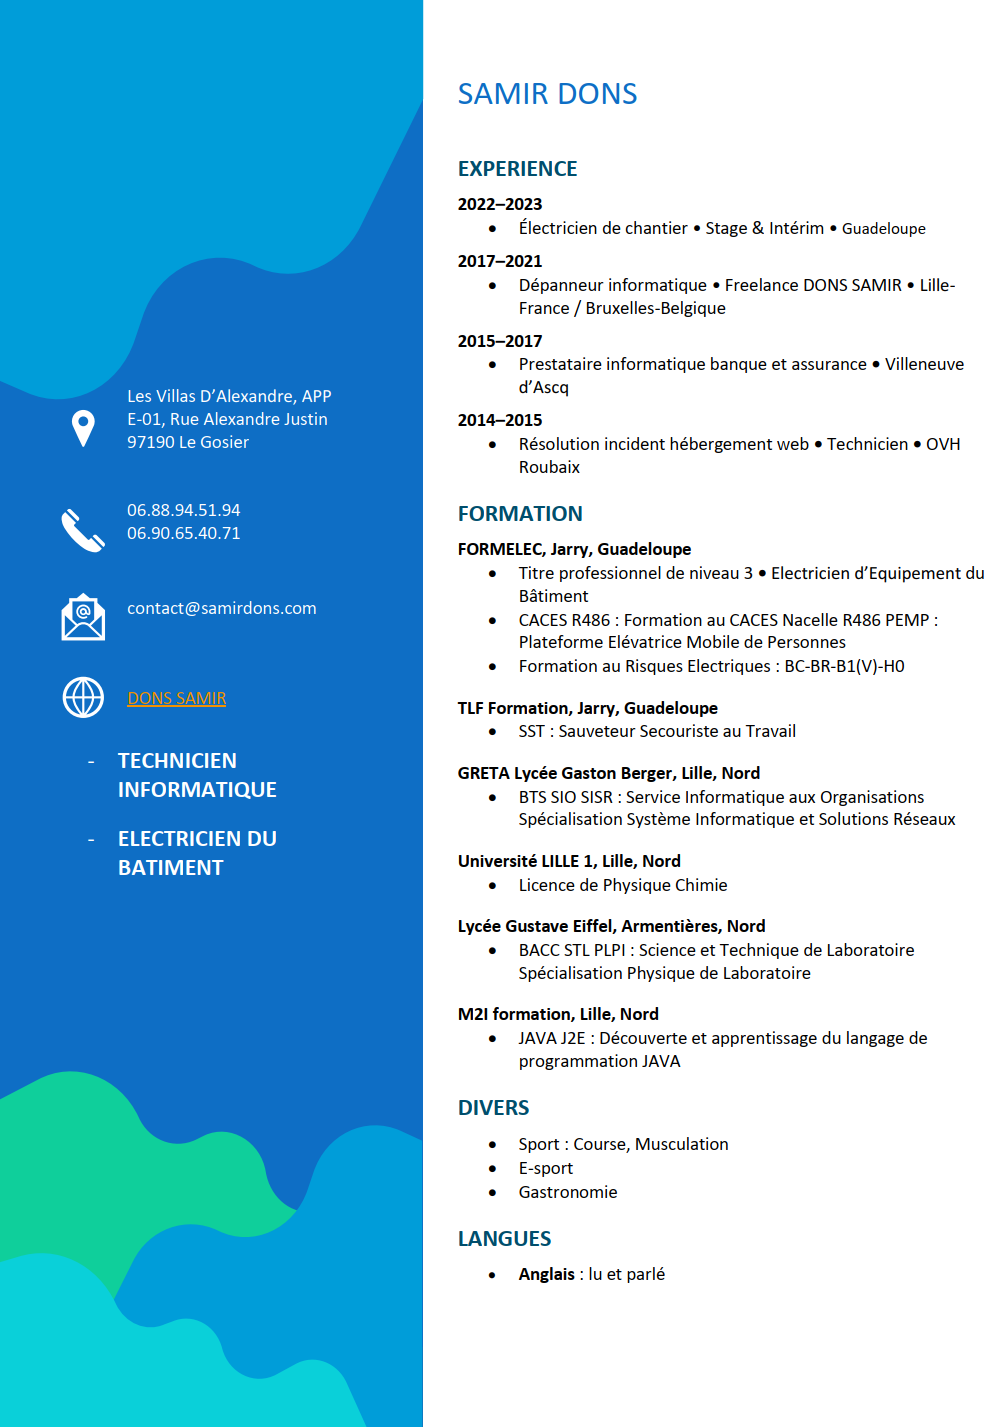 Les Villas D’Alexandre, APP
E-01, Rue Alexandre Justin
97190 Le Gosier
06.88.94.51.94
06.90.65.40.71
@
contact@samirdons.com
DONS SAMIR
- TECHNICIEN
INFORMATIQUE
- ELECTRICIEN DU
BATIMENT
SAMIR DONS
EXPERIENCE
2022–2023
• Électricien de chantier • Stage & Intérim • Guadeloupe
2017–2021
• Dépanneur informatique • Freelance DONS SAMIR • Lille-
France / Bruxelles-Belgique
2015–2017
• Prestataire informatique banque et assurance • Villeneuve
d’Ascq
2014–2015
• Résolution incident hébergement web • Technicien • OVH
Roubaix
FORMATION
FORMELEC, Jarry, Guadeloupe
• Titre professionnel de niveau 3 • Electricien d’Equipement du
Bâtiment
• CACES R486 : Formation au CACES Nacelle R486 PEMP :
Plateforme Elévatrice Mobile de Personnes
• Formation au Risques Electriques : BC-BR-B1(V)-H0
TLF Formation, Jarry, Guadeloupe
• SST : Sauveteur Secouriste au Travail
GRETA Lycée Gaston Berger, Lille, Nord
• BTS SIO SISR : Service Informatique aux Organisations
Spécialisation Système Informatique et Solutions Réseaux
Université LILLE 1, Lille, Nord
• Licence de Physique Chimie
Lycée Gustave Eiffel, Armentières, Nord
• BACC STL PLPI : Science et Technique de Laboratoire
Spécialisation Physique de Laboratoire
M2I formation, Lille, Nord
• JAVA J2E : Découverte et apprentissage du langage de
programmation JAVA
DIVERS
• Sport : Course, Musculation
• E-sport
• Gastronomie
LANGUES
• Anglais : lu et parlé